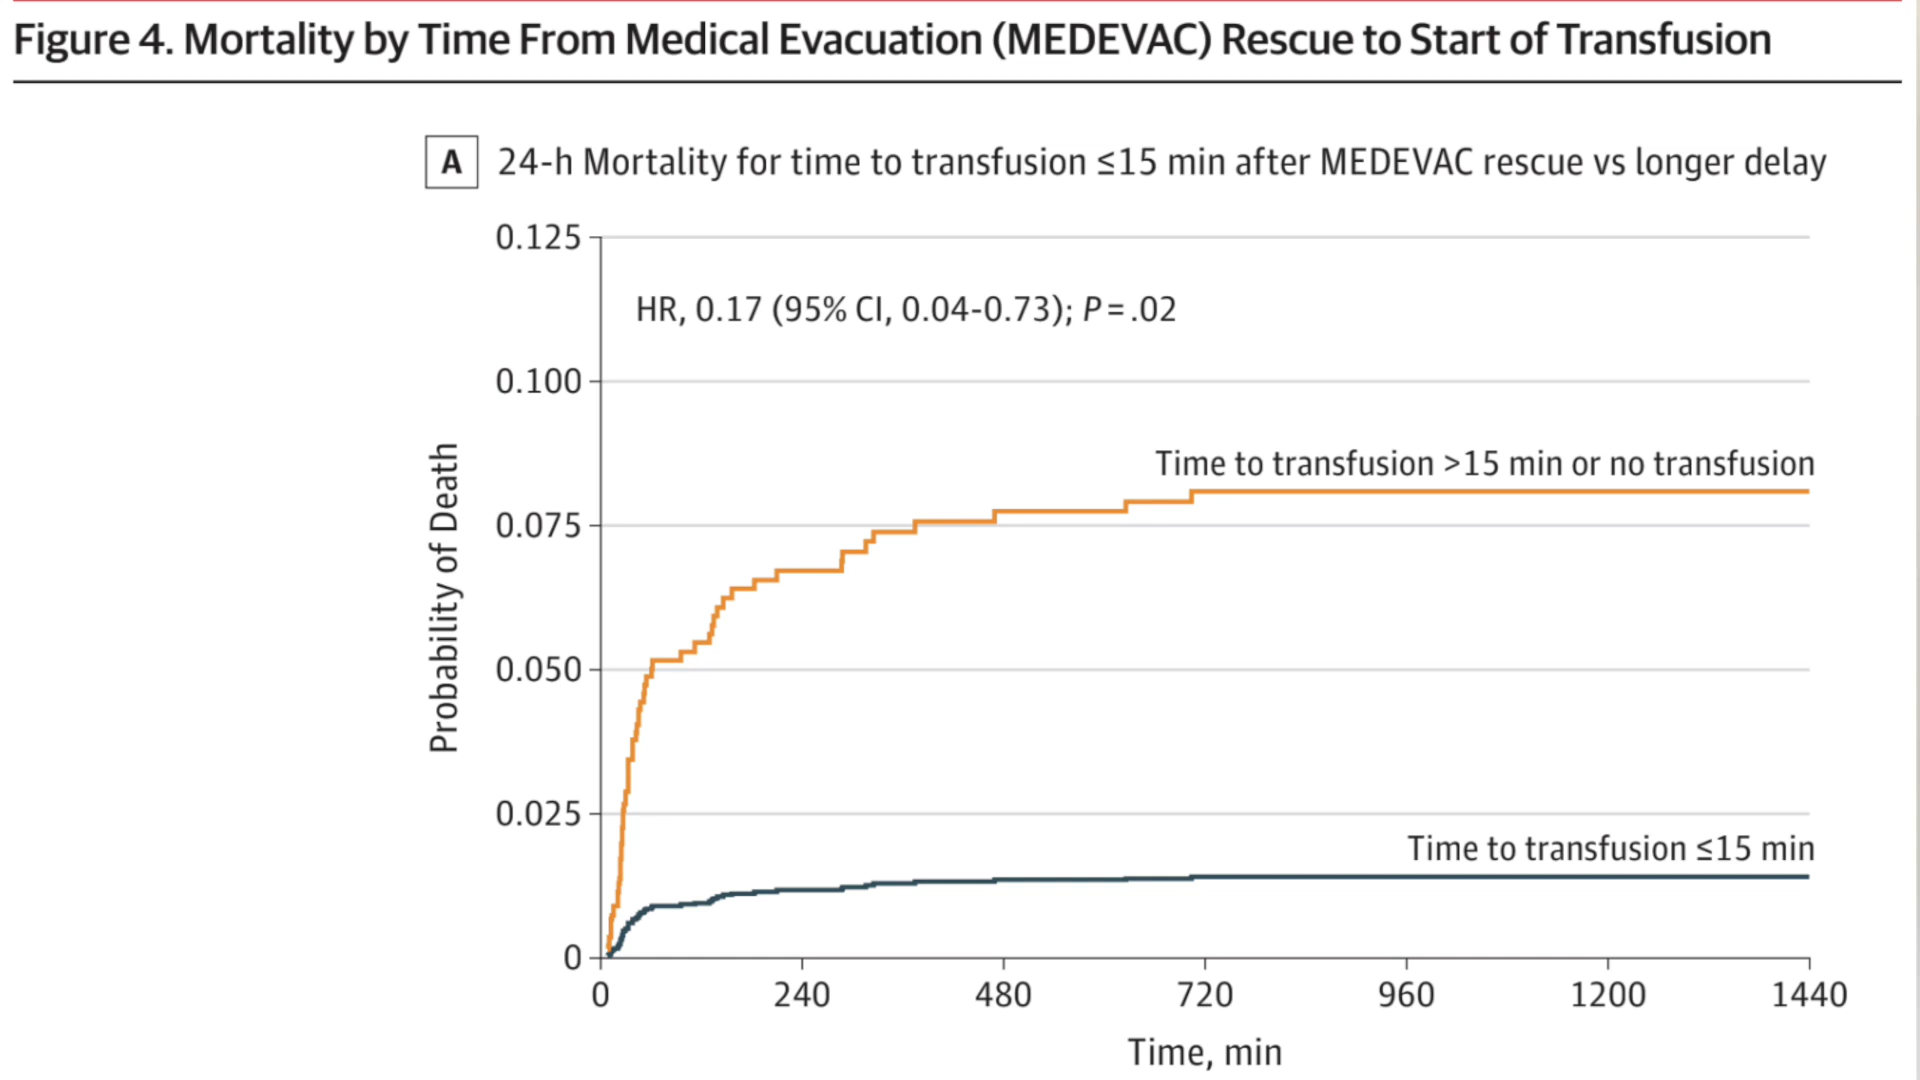 Figure 4. Mortality by Time From Medical Evacuation (MEDEVAC) Rescue to Start of Transfusion
A 24-h Mortality for time to transfusion ≤15 min after MEDEVAC rescue vs longer delay
0.125
HR, 0.17 (95% CI, 0.04-0.73); P = .02
0.100
Time to transfusion >15 min or no transfusion
0.075
Probability of Death
0.050
0.025
Time to transfusion ≤15 min
0
0 240 480 720 960 1200 1440
Time, min